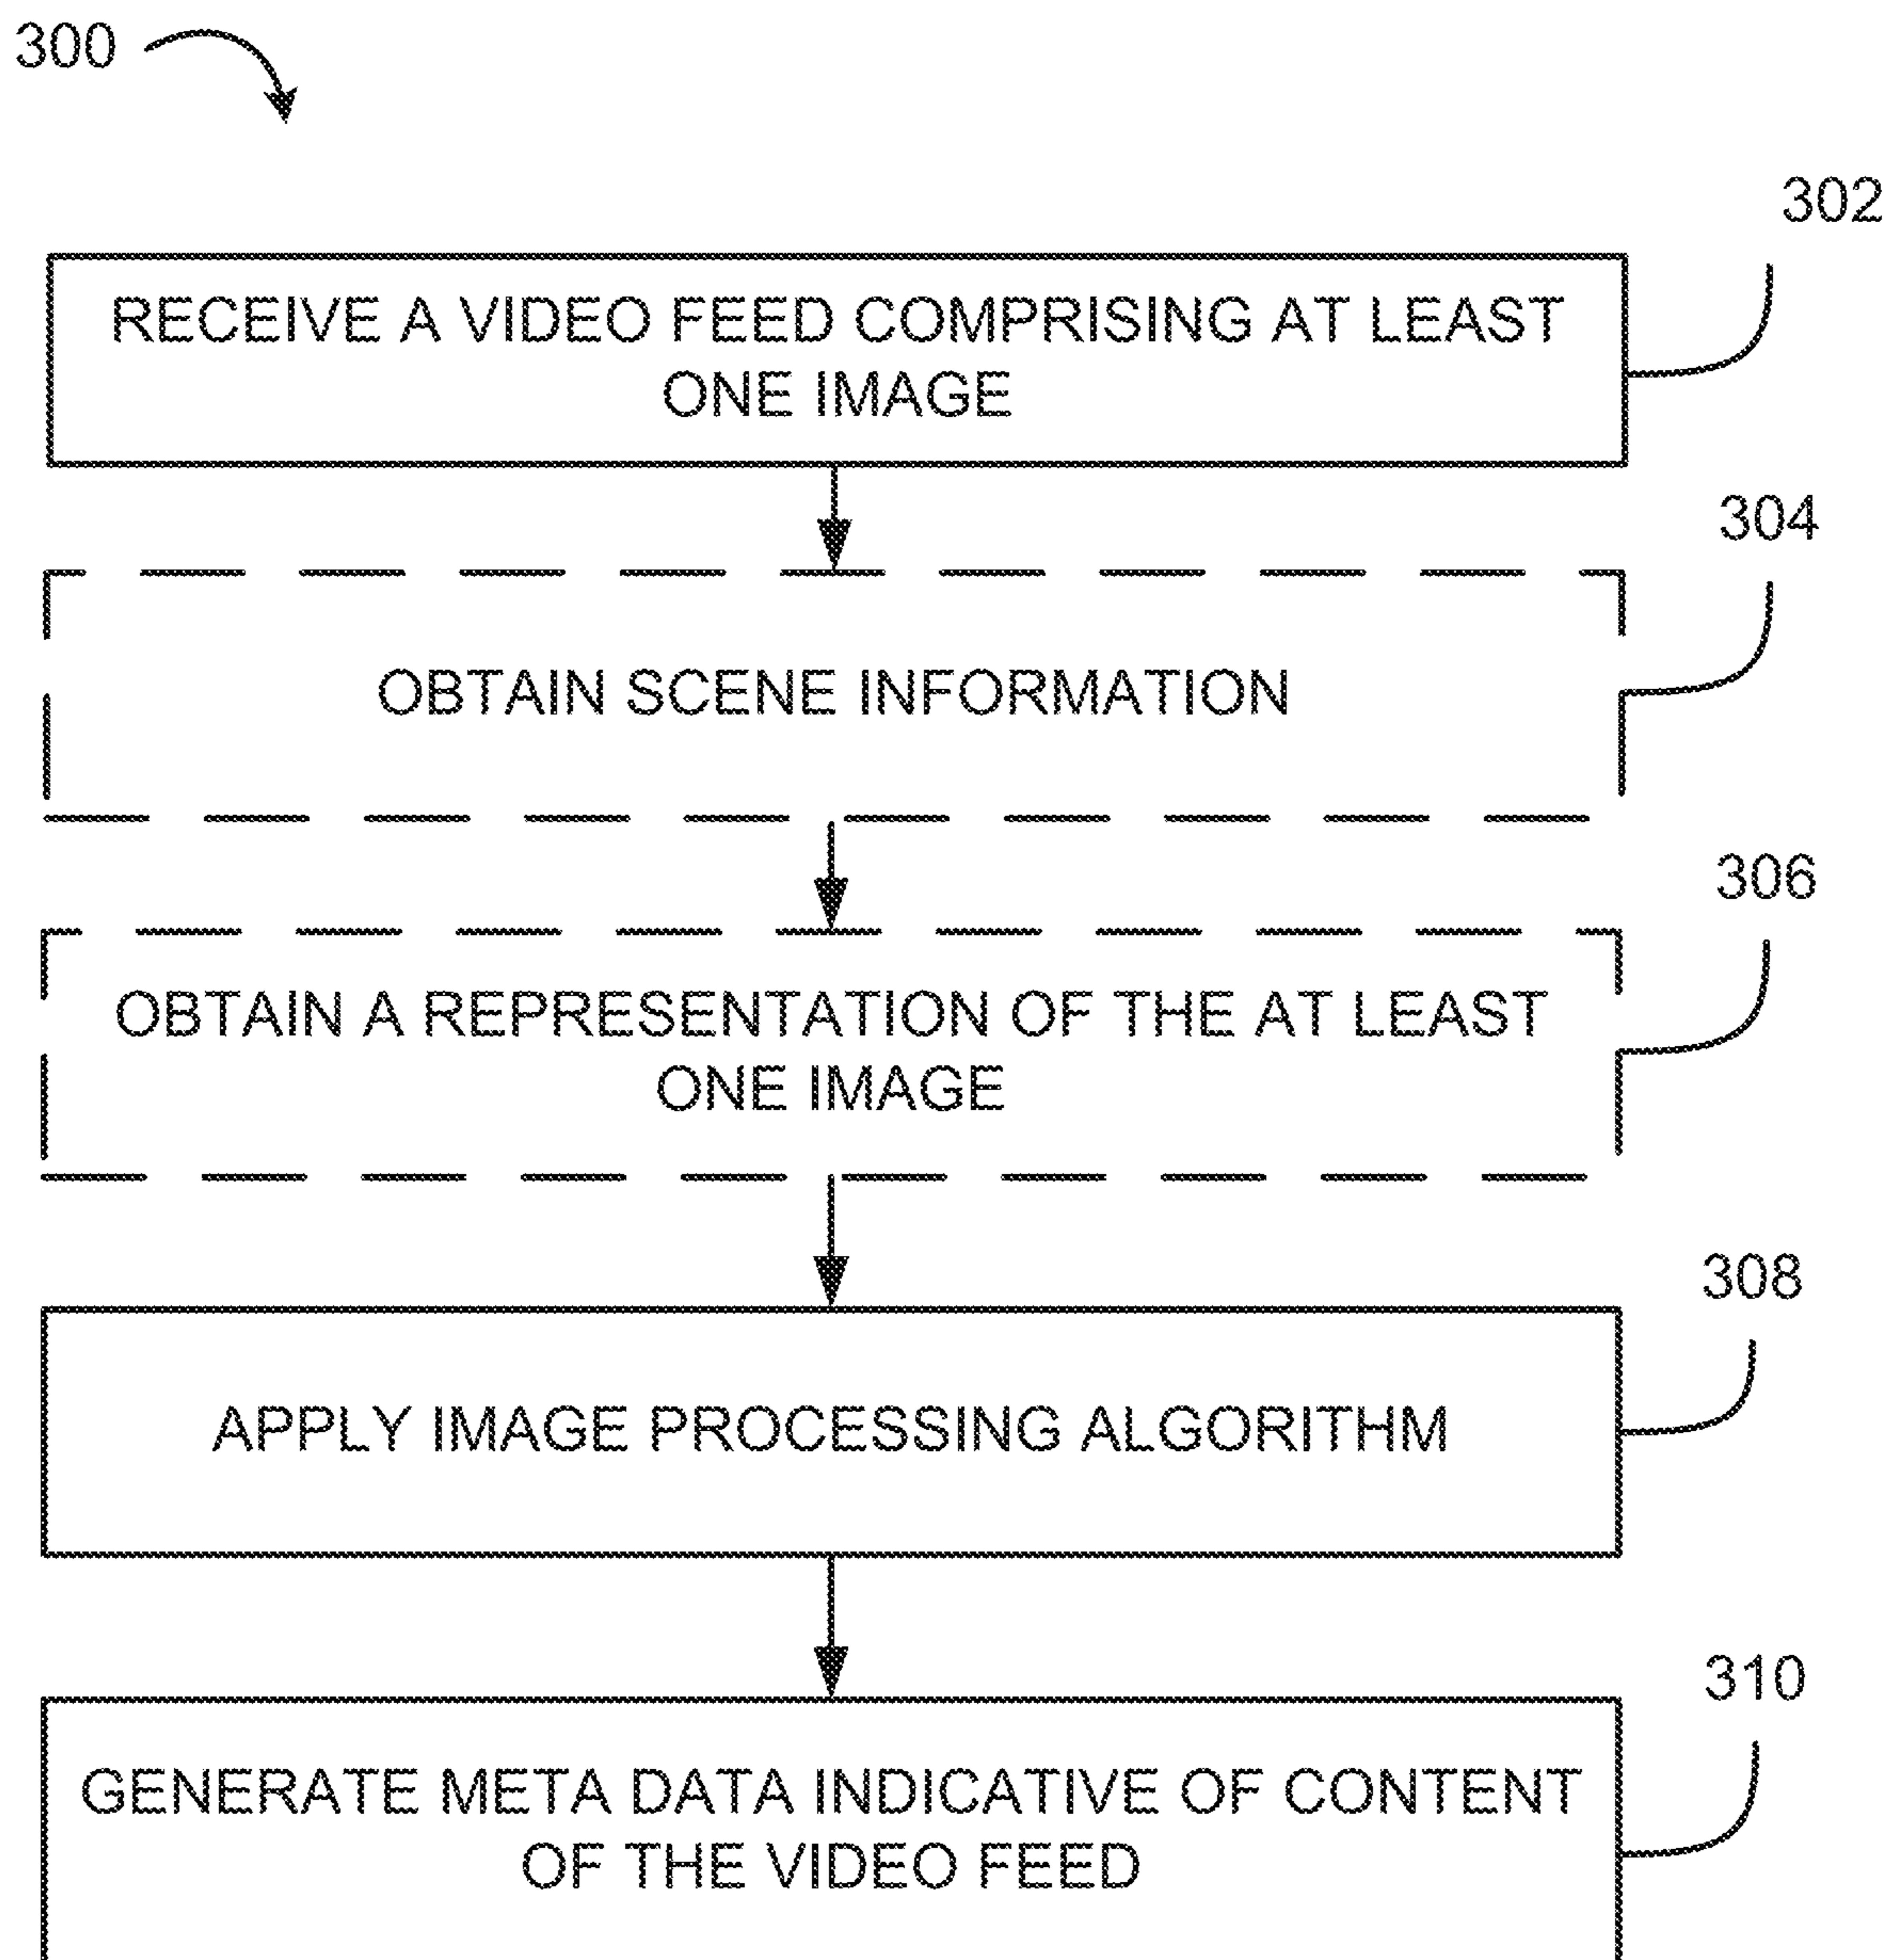 300
302
RECEIVE A VIDEO FEED COMPRISING AT LEAST
ONE IMAGE
304
OBTAIN SCENE INFORMATION
306
OBTAIN A REPRESENTATION OF THE AT LEAST
ONE IMAGE
308
APPLY IMAGE PROCESSING ALGORITHM
310
GENERATE META DATA INDICATIVE OF CONTENT
OF THE VIDEO FEED